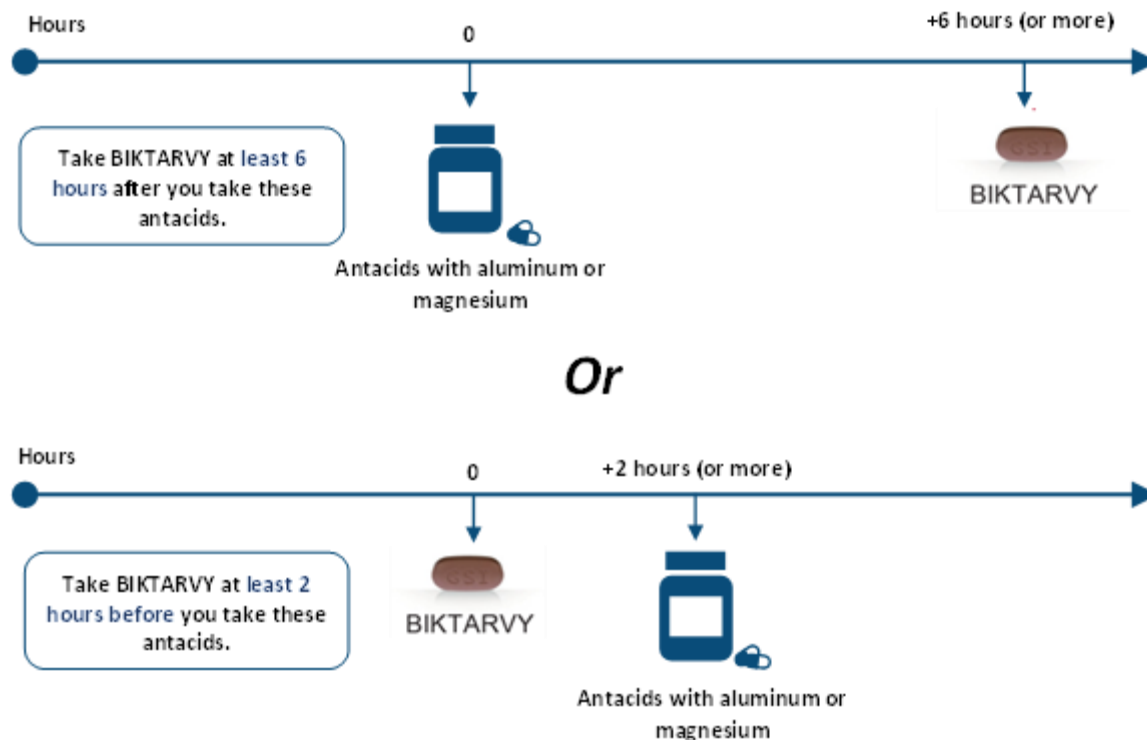 Hours
0
+6 hours (or more)
Take BIKTARVY at least 6
hours after you take these
antacids.
GSI
BIKTARVY
Antacids with aluminum or
magnesium
Or
Hours
0
+2 hours (or more)
Take BIKTARVY at least 2
hours before you take these
antacids.
GSI
BIKTARVY
Antacids with aluminum or
magnesium